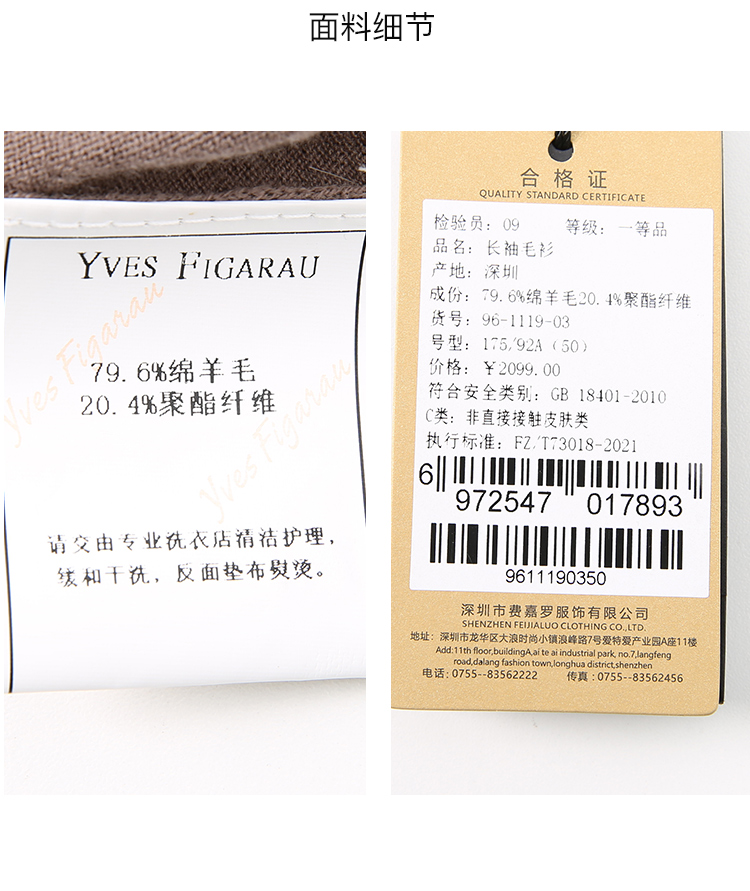 面料细节
YVES FIGARAU
Yves Figarau
Yves Figarau
79.6%绵羊毛
20.4%聚酯纤维
请交由专业洗衣店清洁护理，
缓和干洗，反面垫布熨烫。
合格证
QUALITY STANDARD CERTIFICATE
检验员：09 等级：一等品
品名：长袖毛衫
产地：深圳
成份：79.6%绵羊毛20.4%聚酯纤维
货号：96-1119-03
号型：175/92A（50）
价格：￥2099.00
符合安全类别：GB 18401-2010
C类：非直接接触皮肤类
执行标准：FZ/T73018-2021
6 972547 017893
9611190350
深圳市费嘉罗服饰有限公司
SHENZHEN FEIJIALUO CLOTHING CO.,LTD.
地址：深圳市龙华区大浪时尚小镇浪峰路7号爱特爱产业园A座11楼
Add:11th floor,buildingA,ai te ai industrial park, no.7,langfeng
road,dalang fashion town,longhua district,shenzhen
电话：0755--83562222 传真：0755--83562456